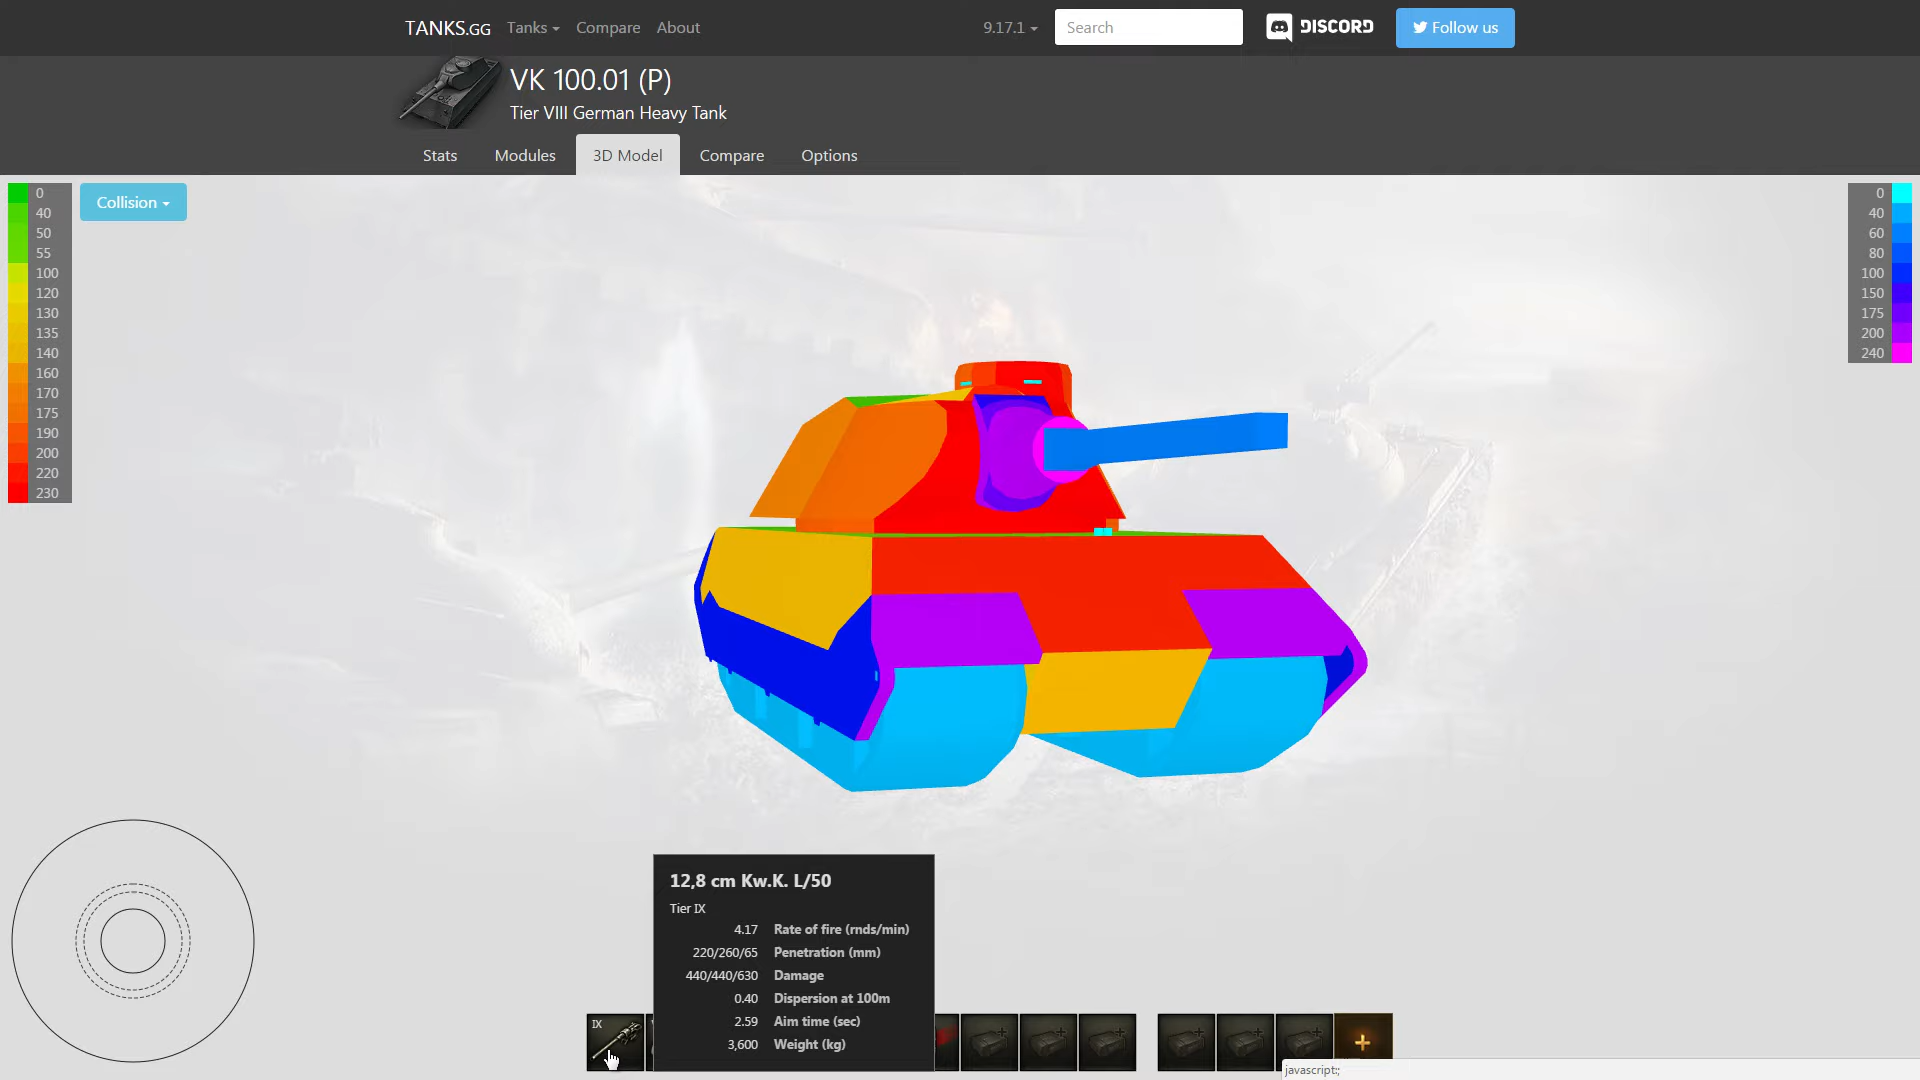 TANKS.GG Tanks Compare About 9.17.1 Search DISCORD Follow us
VK 100.01 (P)
Tier VIII German Heavy Tank
Stats Modules 3D Model Compare Options
Collision
0
40
50
55
100
120
130
135
140
160
170
175
190
200
220
230
0
40
60
80
100
150
175
200
240
12,8 cm Kw.K. L/50
Tier IX
4.17 Rate of fire (rnds/min)
220/260/65 Penetration (mm)
440/440/630 Damage
0.40 Dispersion at 100m
2.59 Aim time (sec)
3,600 Weight (kg)
IX
javascript:;